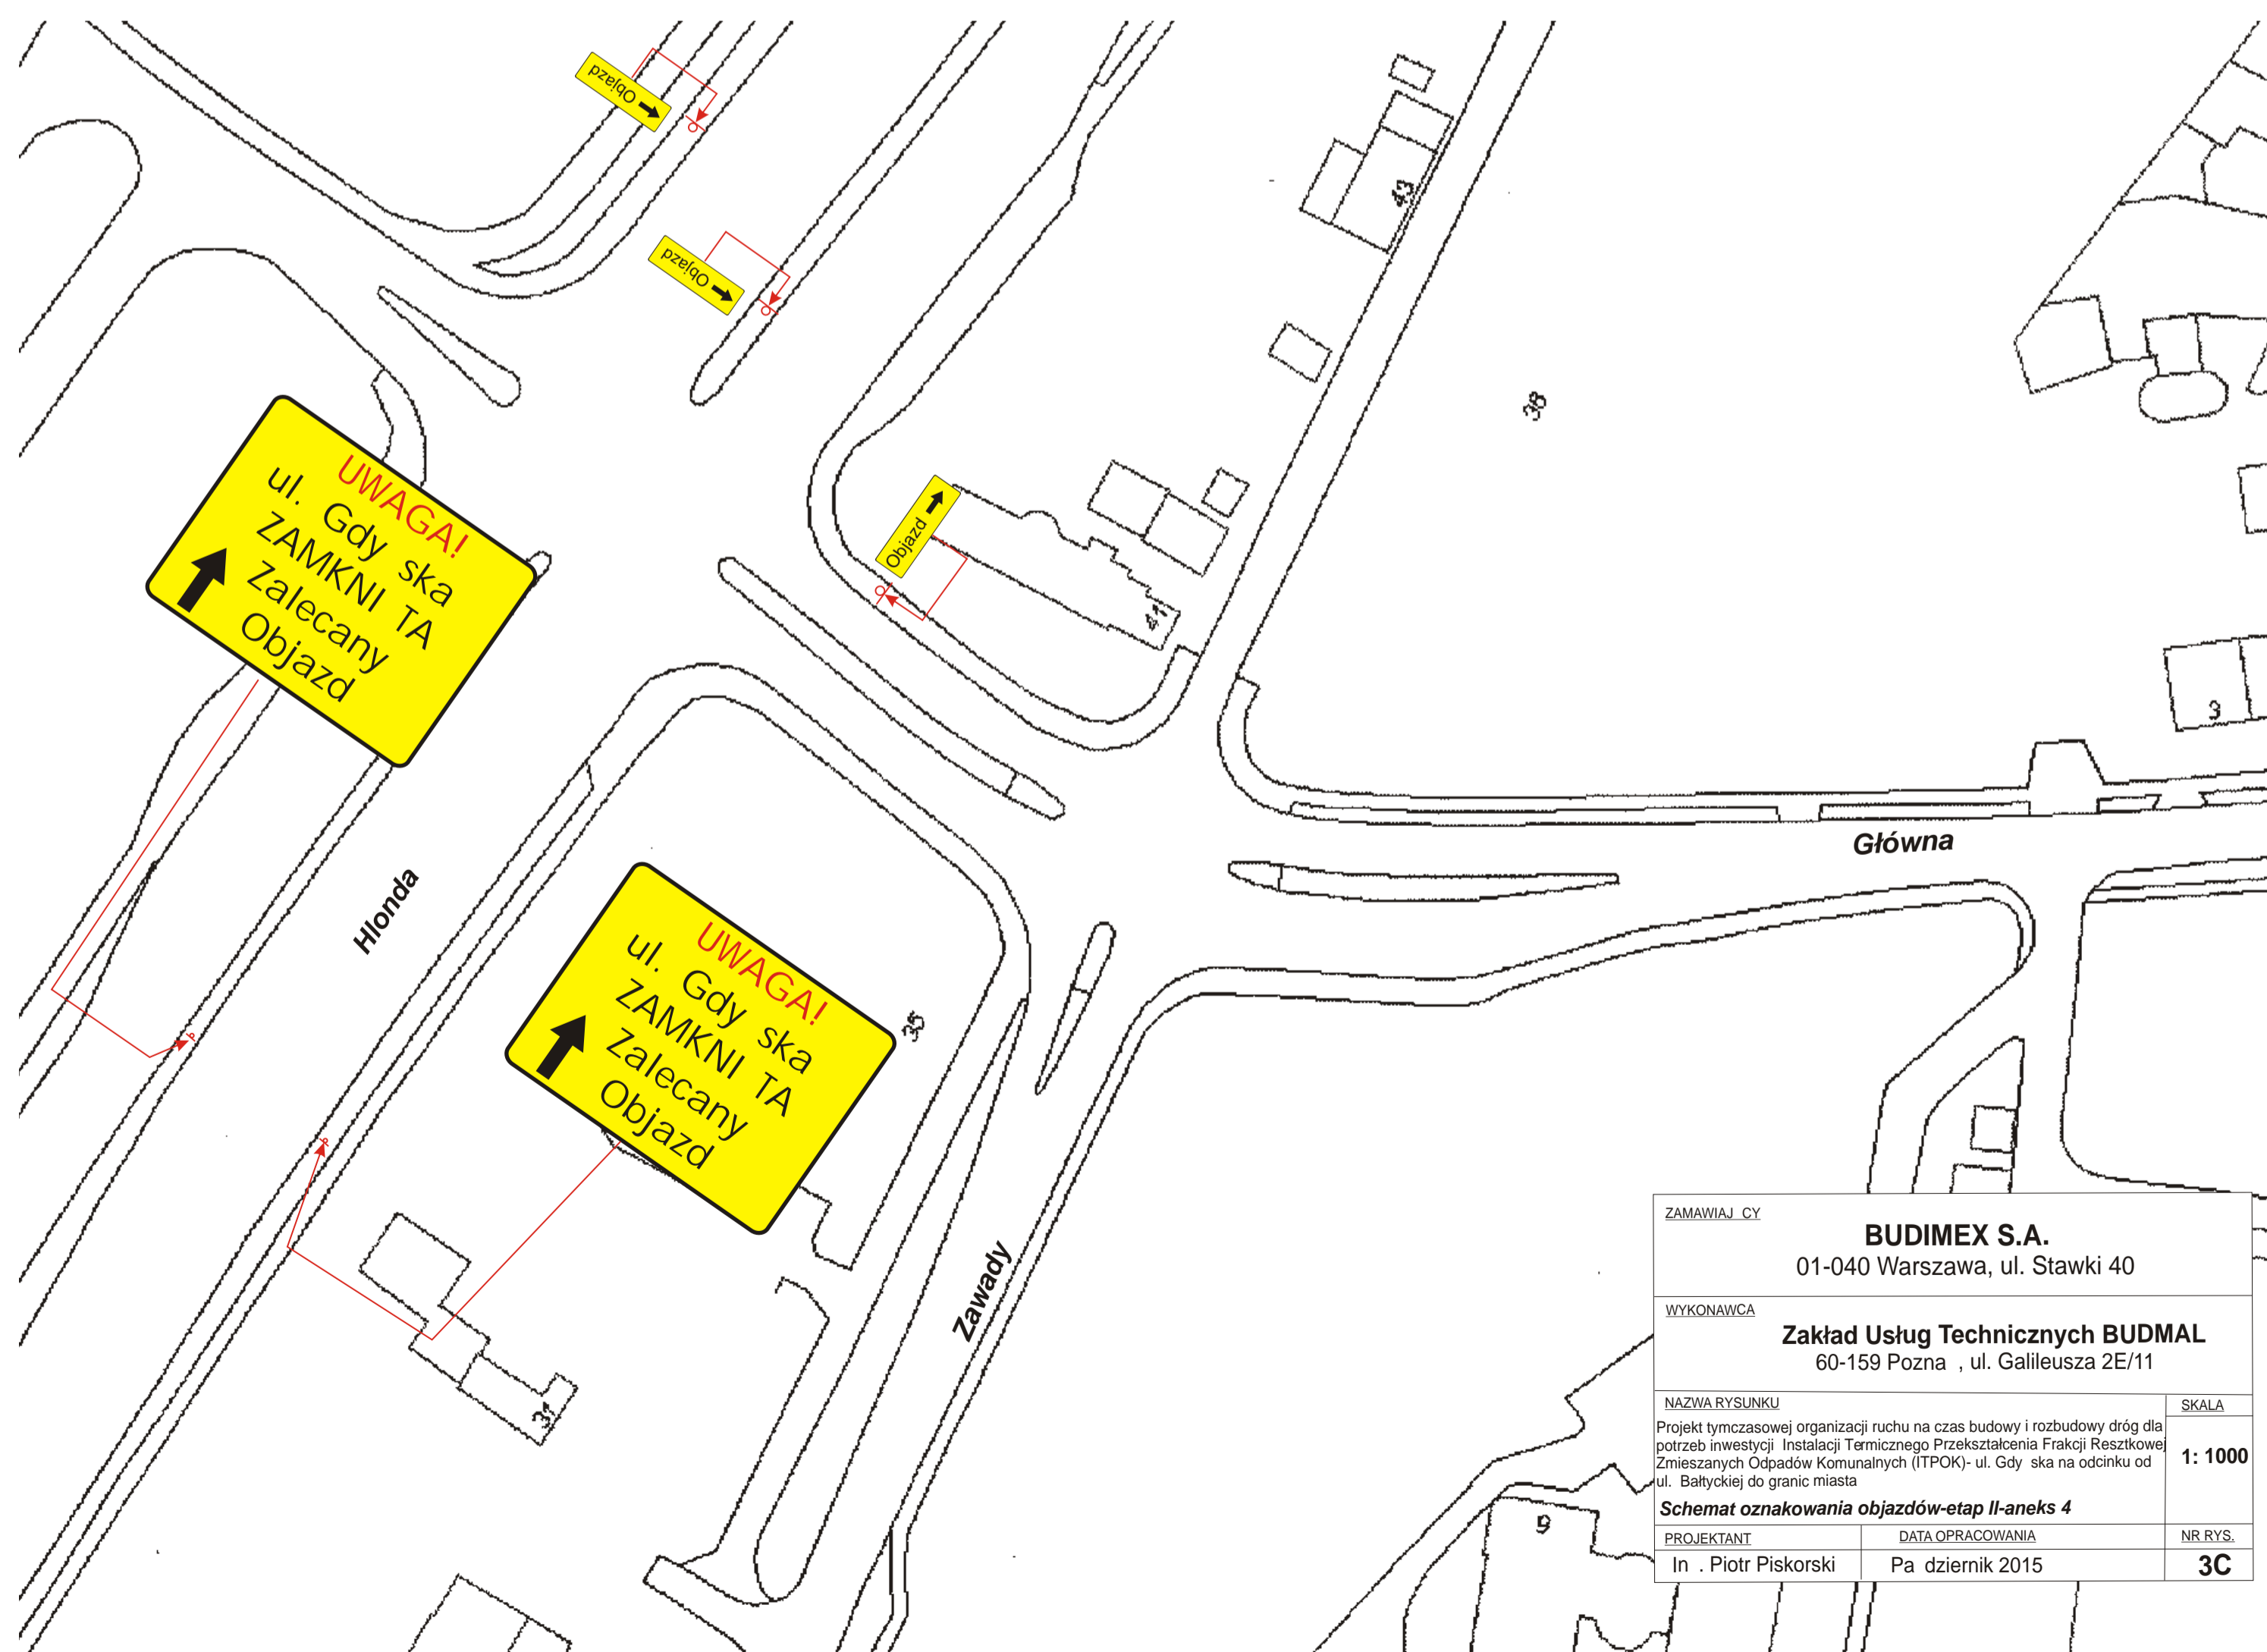 Objazd
Objazd
43
38
UWAGA!
ul. Gdy ska
ZAMKNI TA
Zalecany
Objazd
Objazd
41
3
Główna
Hlonda
UWAGA!
ul. Gdy ska
ZAMKNI TA
Zalecany
Objazd
35
Zawady
31
9
ZAMAWIAJ CY
BUDIMEX S.A.
01-040 Warszawa, ul. Stawki 40
WYKONAWCA
Zakład Usług Technicznych BUDMAL
60-159 Pozna , ul. Galileusza 2E/11
NAZWA RYSUNKU
SKALA
Projekt tymczasowej organizacji ruchu na czas budowy i rozbudowy dróg dla
potrzeb inwestycji Instalacji Termicznego Przekształcenia Frakcji Resztkowej
Zmieszanych Odpadów Komunalnych (ITPOK)- ul. Gdy ska na odcinku od
ul. Bałtyckiej do granic miasta
1: 1000
Schemat oznakowania objazdów-etap II-aneks 4
PROJEKTANT
DATA OPRACOWANIA
NR RYS.
In . Piotr Piskorski
Pa dziernik 2015
3C